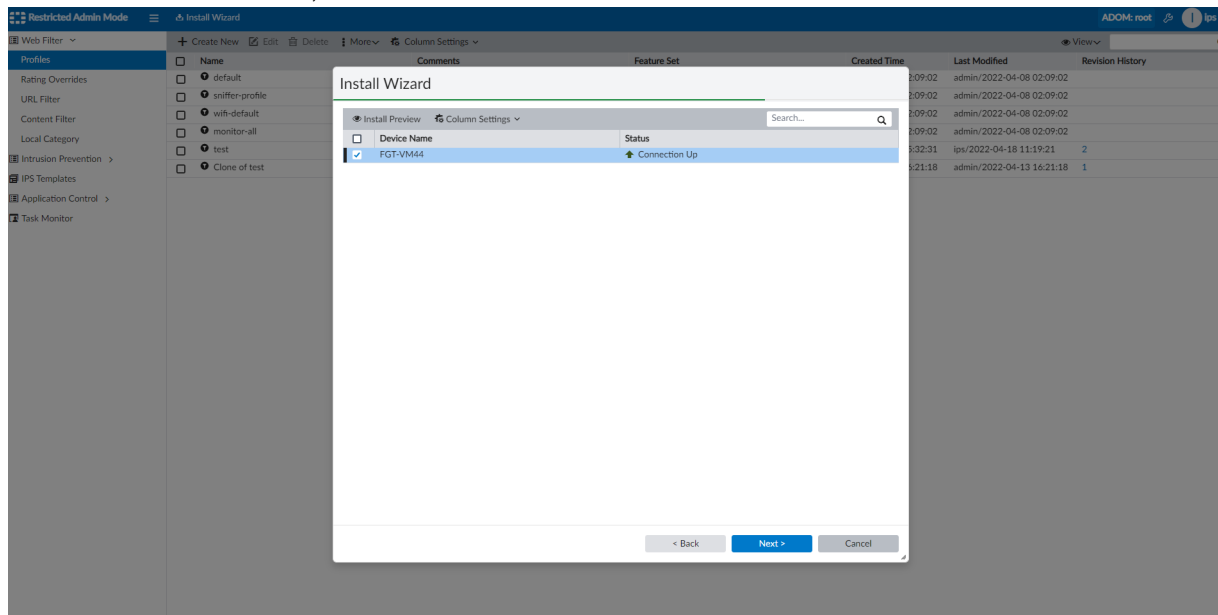 Restricted Admin Mode Install Wizard ADOM: root ips
Web Filter
Create New Edit Delete More Column Settings View
Profiles
Name Comments Feature Set Created Time Last Modified Revision History
Rating Overrides
default 2:09:02 admin/2022-04-08 02:09:02
URL Filter
sniffer-profile 2:09:02 admin/2022-04-08 02:09:02
Content Filter
wifi-default 2:09:02 admin/2022-04-08 02:09:02
Local Category
monitor-all 2:09:02 admin/2022-04-08 02:09:02
Intrusion Prevention >
test 5:32:31 ips/2022-04-18 11:19:21 2
IPS Templates
Clone of test 6:21:18 admin/2022-04-13 16:21:18 1
Application Control >
Task Monitor
Install Wizard
Install Preview Column Settings Search...
Device Name Status
FGT-VM44 Connection Up
< Back Next > Cancel